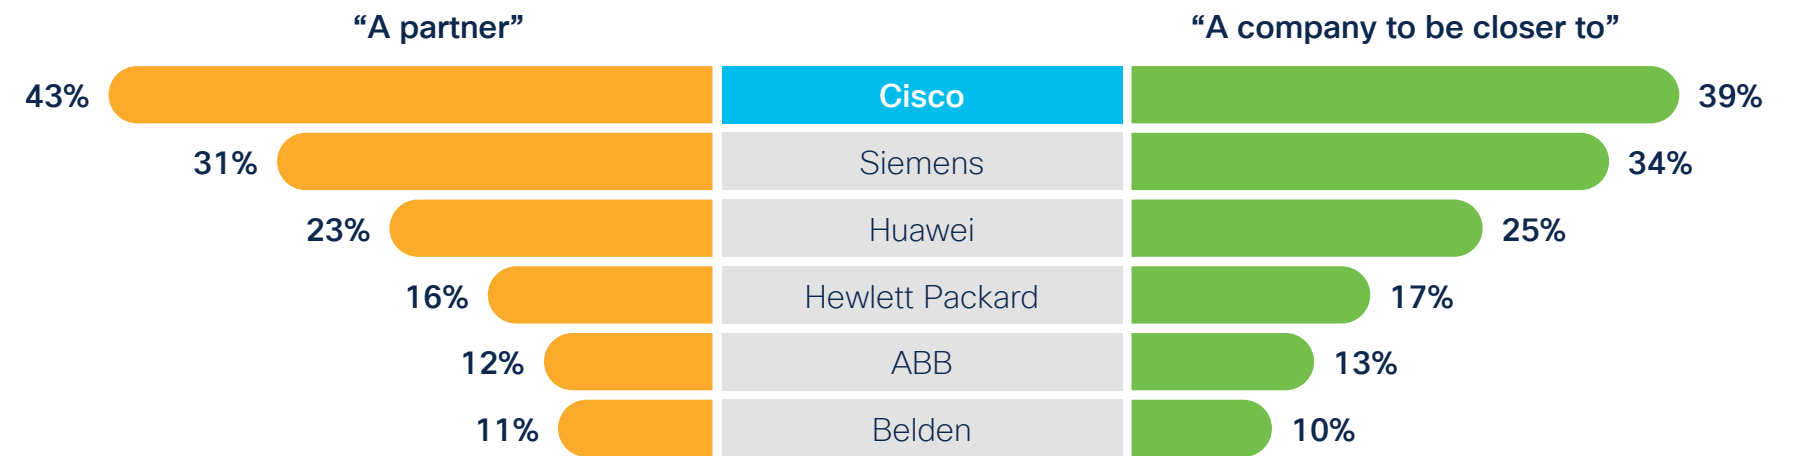 “A partner” “A company to be closer to”
43% Cisco 39%
31% Siemens 34%
23% Huawei 25%
16% Hewlett Packard 17%
12% ABB 13%
11% Belden 10%